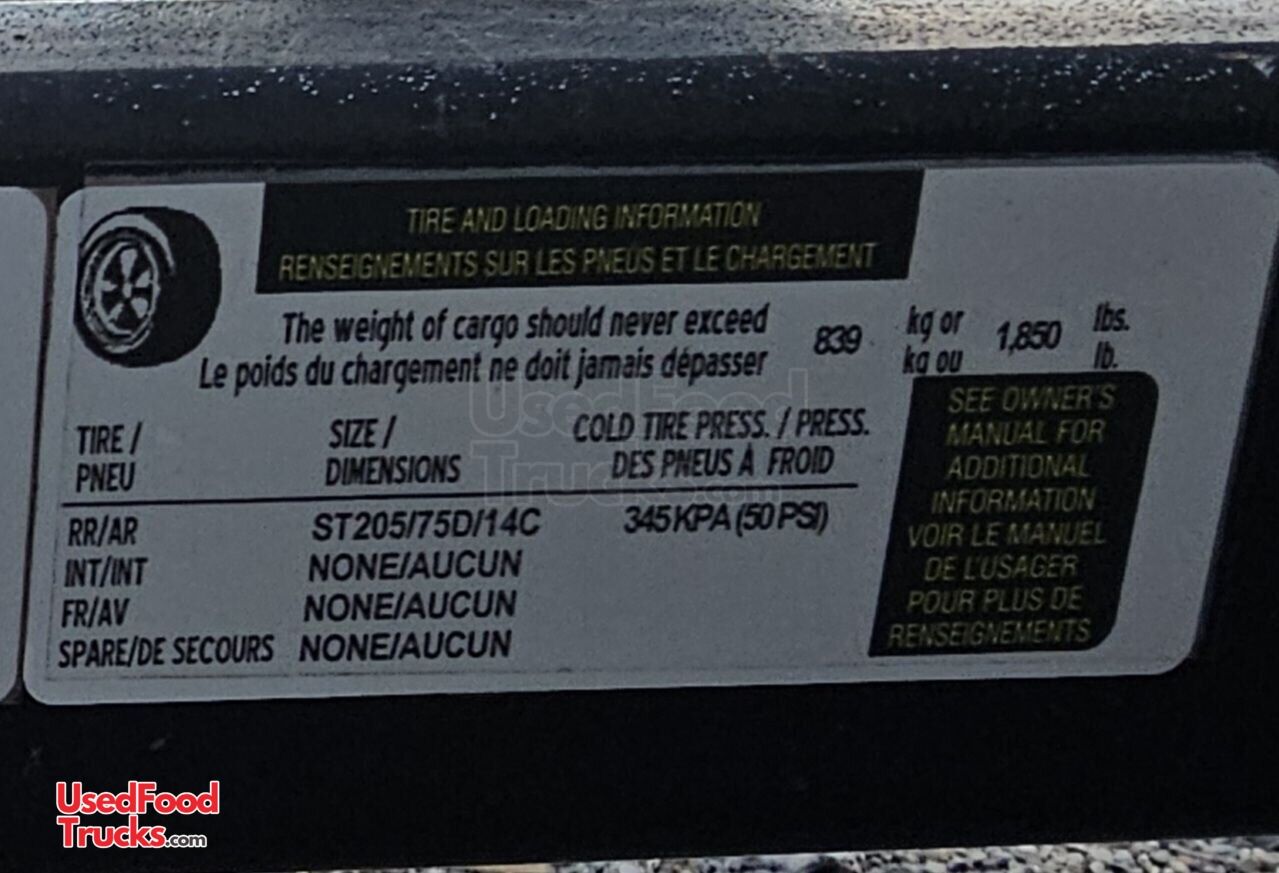 TIRE AND LOADING INFORMATION
RENSEIGNEMENTS SUR LES PNEUS ET LE CHARGEMENT
The weight of cargo should never exceed 839 kg or 1,850 lbs.
Le poids du chargement ne doit jamais dépasser kg ou lb.
TIRE / SIZE / COLD TIRE PRESS. / PRESS.
PNEU DIMENSIONS DES PNEUS À FROID
RR/AR ST205/75D/14C 345 KPA (50 PSI)
INT/INT NONE/AUCUN
FR/AV NONE/AUCUN
SPARE/DE SECOURS NONE/AUCUN
SEE OWNER'S
MANUAL FOR
ADDITIONAL
INFORMATION
VOIR LE MANUEL
DE L'USAGER
POUR PLUS DE
RENSEIGNEMENTS
UsedFood
Trucks.com
UsedFood
Trucks.com